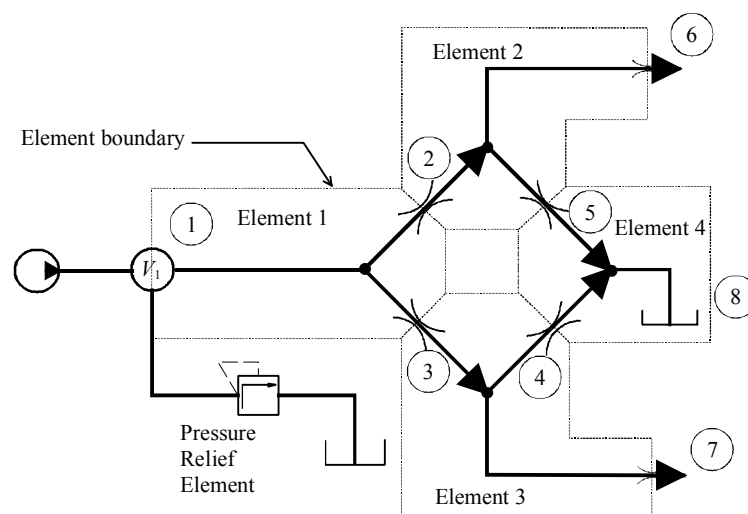 6
Element 2
Element boundary
2
1
Element 1
5
Element 4
V1
8
3
4
Pressure
Relief
Element
7
Element 3